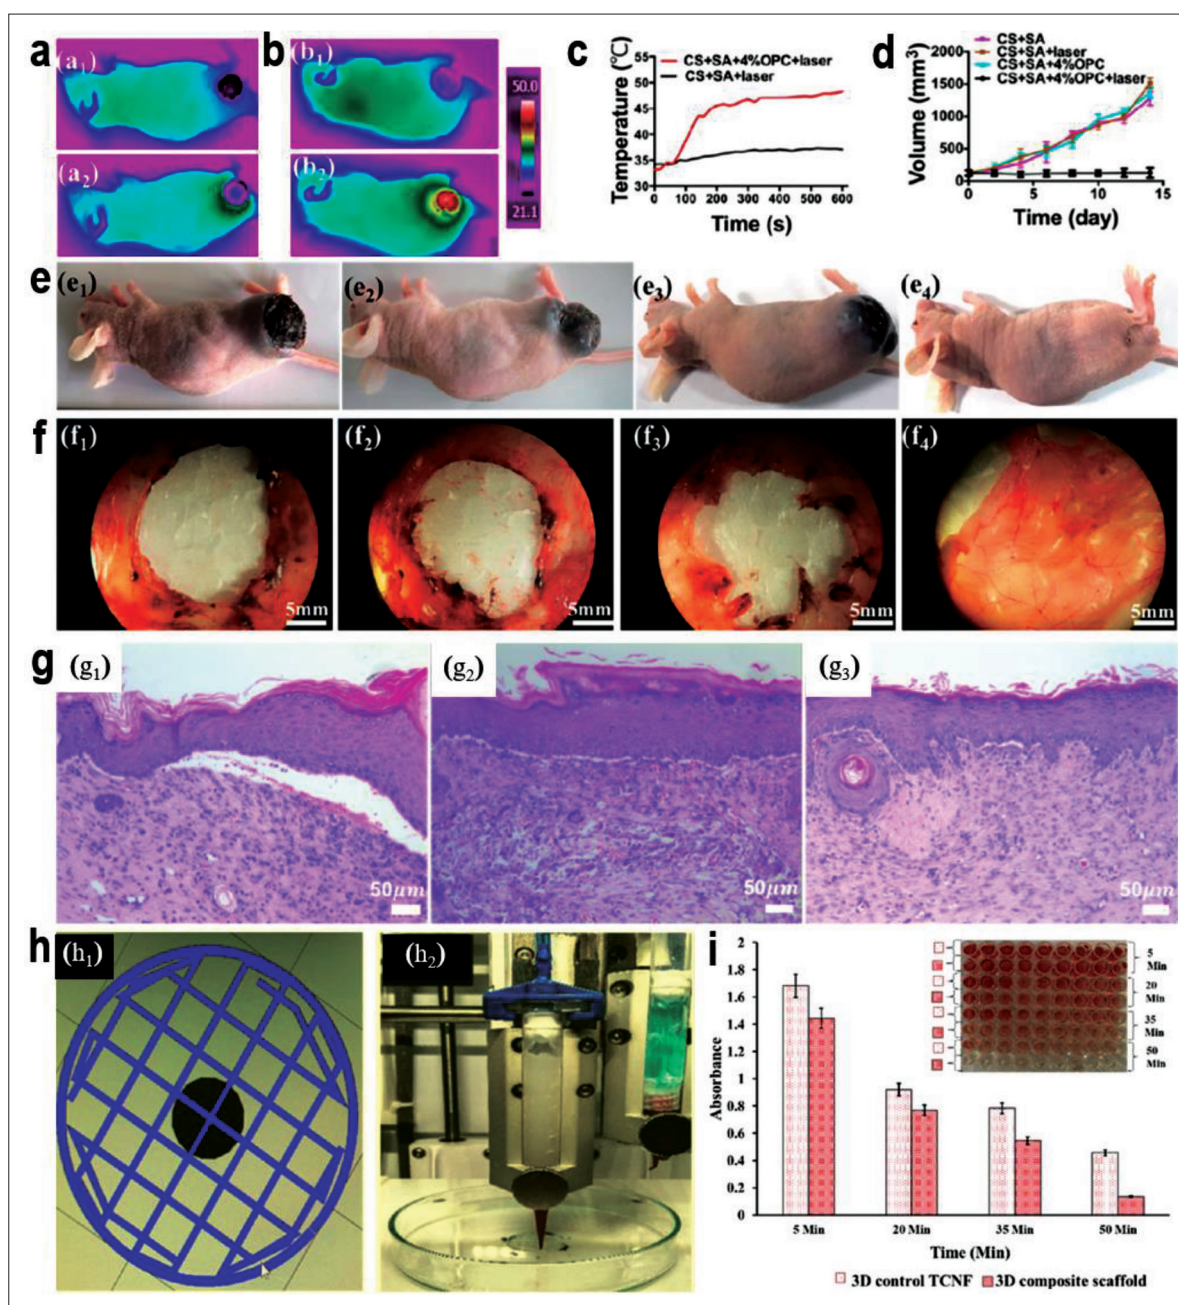 a
(a1)
(a2)
b
(b1)
(b2)
50.0
21.1
c
Temperature (℃)
55
50
45
40
35
30
CS+SA+4%OPC+laser
CS+SA+laser
0
100
200
300
400
500
600
Time (s)
d
Volume (mm³)
2000
1500
1000
500
0
CS+SA
CS+SA+laser
CS+SA+4%OPC
CS+SA+4%OPC+laser
0
5
10
15
Time (day)
e
(e1)
(e2)
(e3)
(e4)
f
(f1)
5mm
(f2)
5mm
(f3)
5mm
(f4)
5mm
g
(g1)
50μm
(g2)
50μm
(g3)
50μm
h
(h1)
(h2)
i
Absorbance
2
1.8
1.6
1.4
1.2
1
0.8
0.6
0.4
0.2
0
5
Min
20
Min
35
Min
50
Min
5 Min
20 Min
35 Min
50 Min
Time (Min)
3D control TCNF
3D composite scaffold